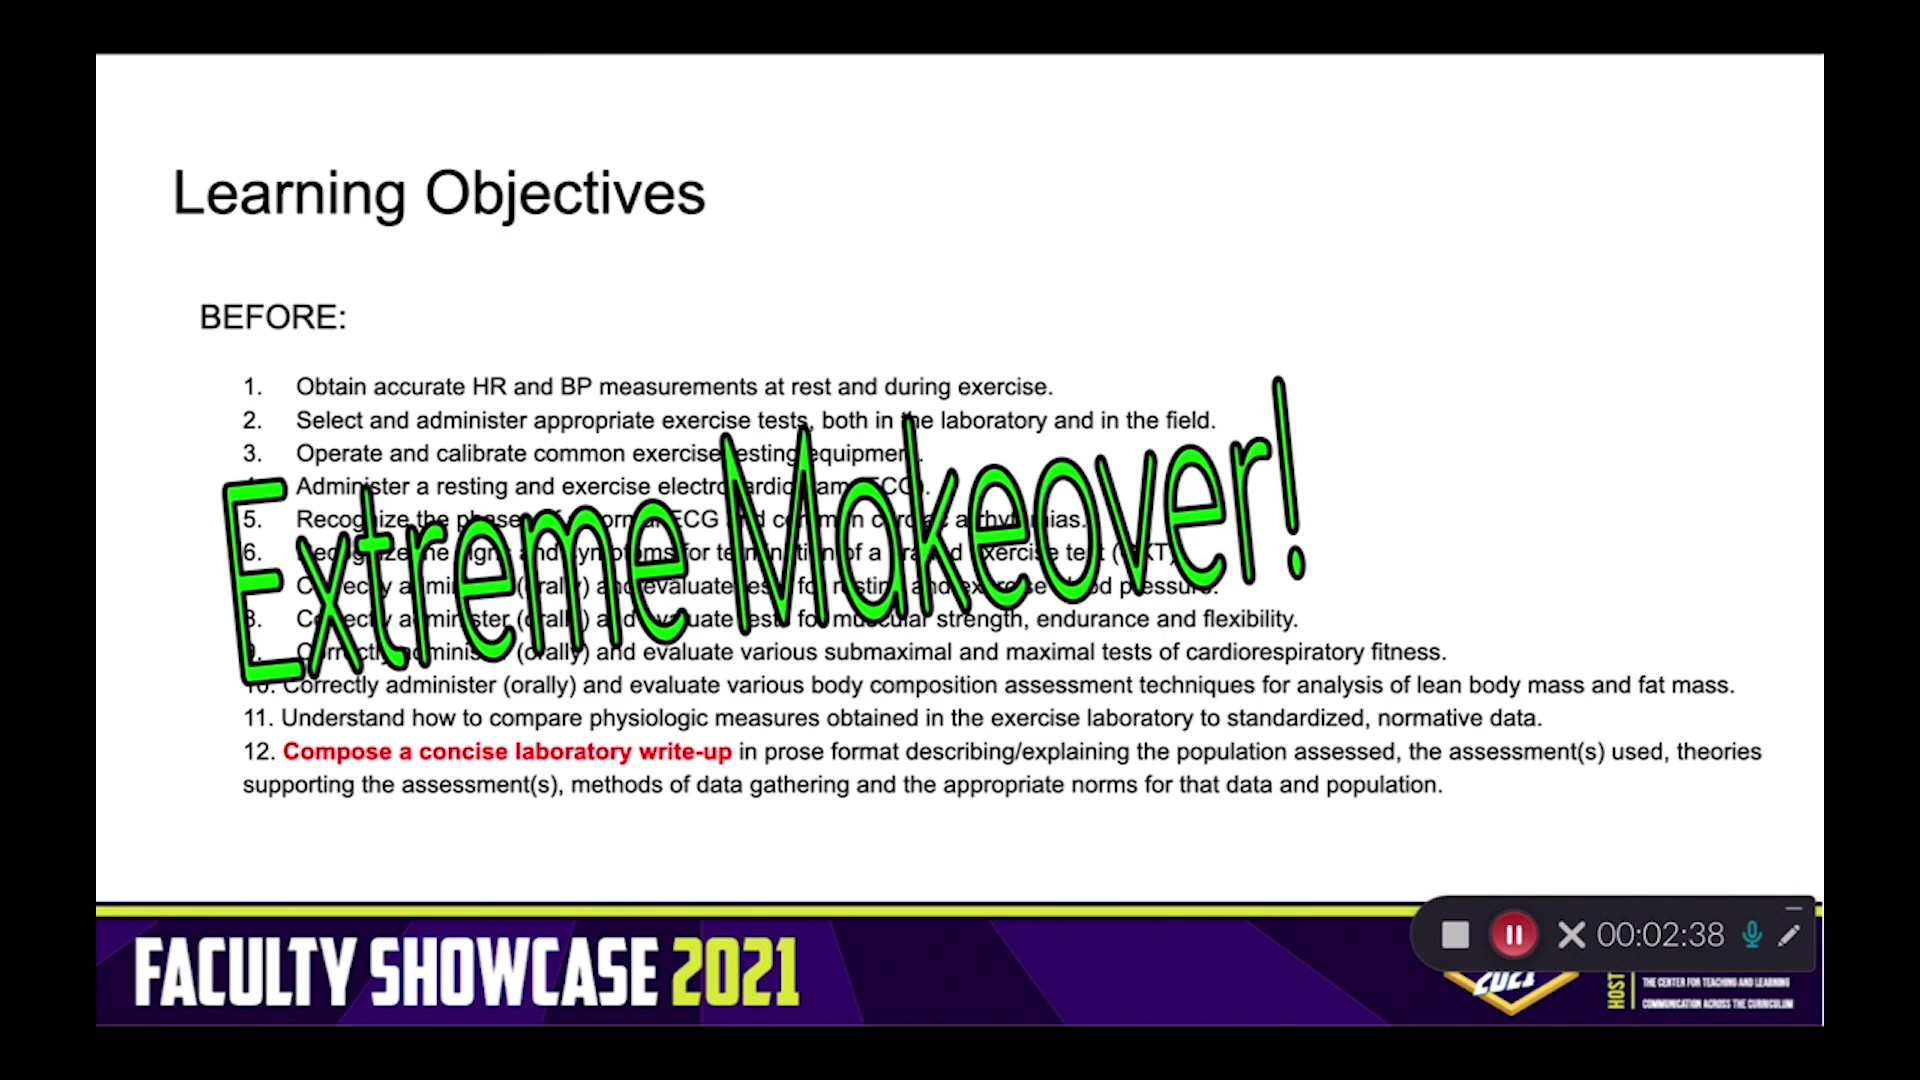 Learning Objectives
BEFORE:
1. Obtain accurate HR and BP measurements at rest and during exercise.
2. Select and administer appropriate exercise tests, both in the laboratory and in the field.
3. Operate and calibrate common exercise testing equipment.
Administer a resting and exercise electrocardiogram (ECG).
5. Recognize the phases of normal ECG and common cardiac arrhythmias.
6. Recognize the signs and symptoms for termination of a graded exercise test (GXT)
Correctly administer (orally) and evaluate tests for resting and exercise blood pressure.
8. Correctly administer (orally) and evaluate tests for muscular strength, endurance and flexibility.
9. Correctly administer (orally) and evaluate various submaximal and maximal tests of cardiorespiratory fitness.
10. Correctly administer (orally) and evaluate various body composition assessment techniques for analysis of lean body mass and fat mass.
11. Understand how to compare physiologic measures obtained in the exercise laboratory to standardized, normative data.
12. Compose a concise laboratory write-up in prose format describing/explaining the population assessed, the assessment(s) used, theories
supporting the assessment(s), methods of data gathering and the appropriate norms for that data and population.
Extreme Makeover!
FACULTY SHOWCASE 2021
00:02:38
2021
HOST
THE CENTER FOR TEACHING AND LEARNING
COMMUNICATION ACROSS THE CURRICULUM